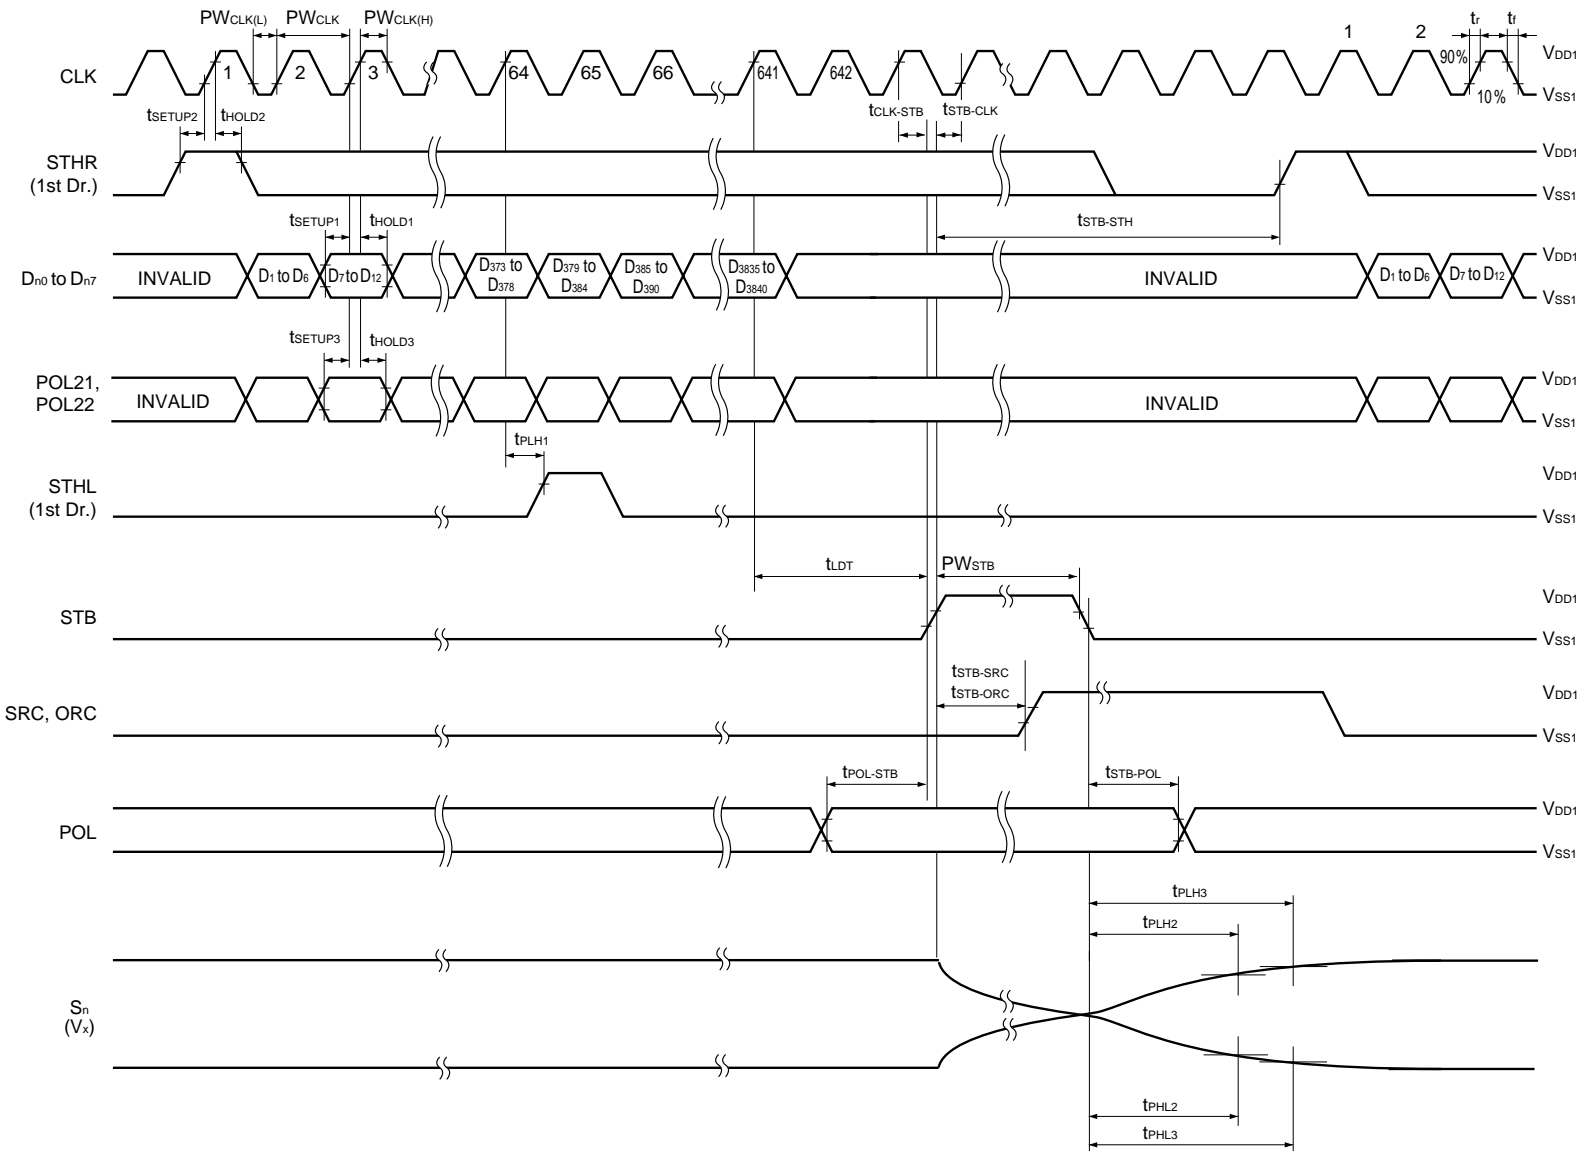 PWCLK(L) PWCLK PWCLK(H) 1 2 tr tf
CLK 1 2 3 64 65 66 641 642 90% 10% VDD1
VSS1
tSETUP2 tHOLD2 tCLK-STB tSTB-CLK
STHR
(1st Dr.)
VDD1
VSS1
tSETUP1 tHOLD1 tSTB-STH
Dn0 to Dn7 INVALID D1 to D6 D7 to D12 D373 to D378 D379 to D384 D385 to D390 D3835 to D3840 INVALID D1 to D6 D7 to D12
VDD1
VSS1
tSETUP3 tHOLD3
POL21,
POL22
INVALID INVALID
VDD1
VSS1
tPLH1
STHL
(1st Dr.)
VDD1
VSS1
tLDT PWSTB
STB
VDD1
VSS1
tSTB-SRC
tSTB-ORC
SRC, ORC
VDD1
VSS1
tPOL-STB tSTB-POL
POL
VDD1
VSS1
tPLH3
tPLH2
Sn
(Vx)
tPHL2
tPHL3